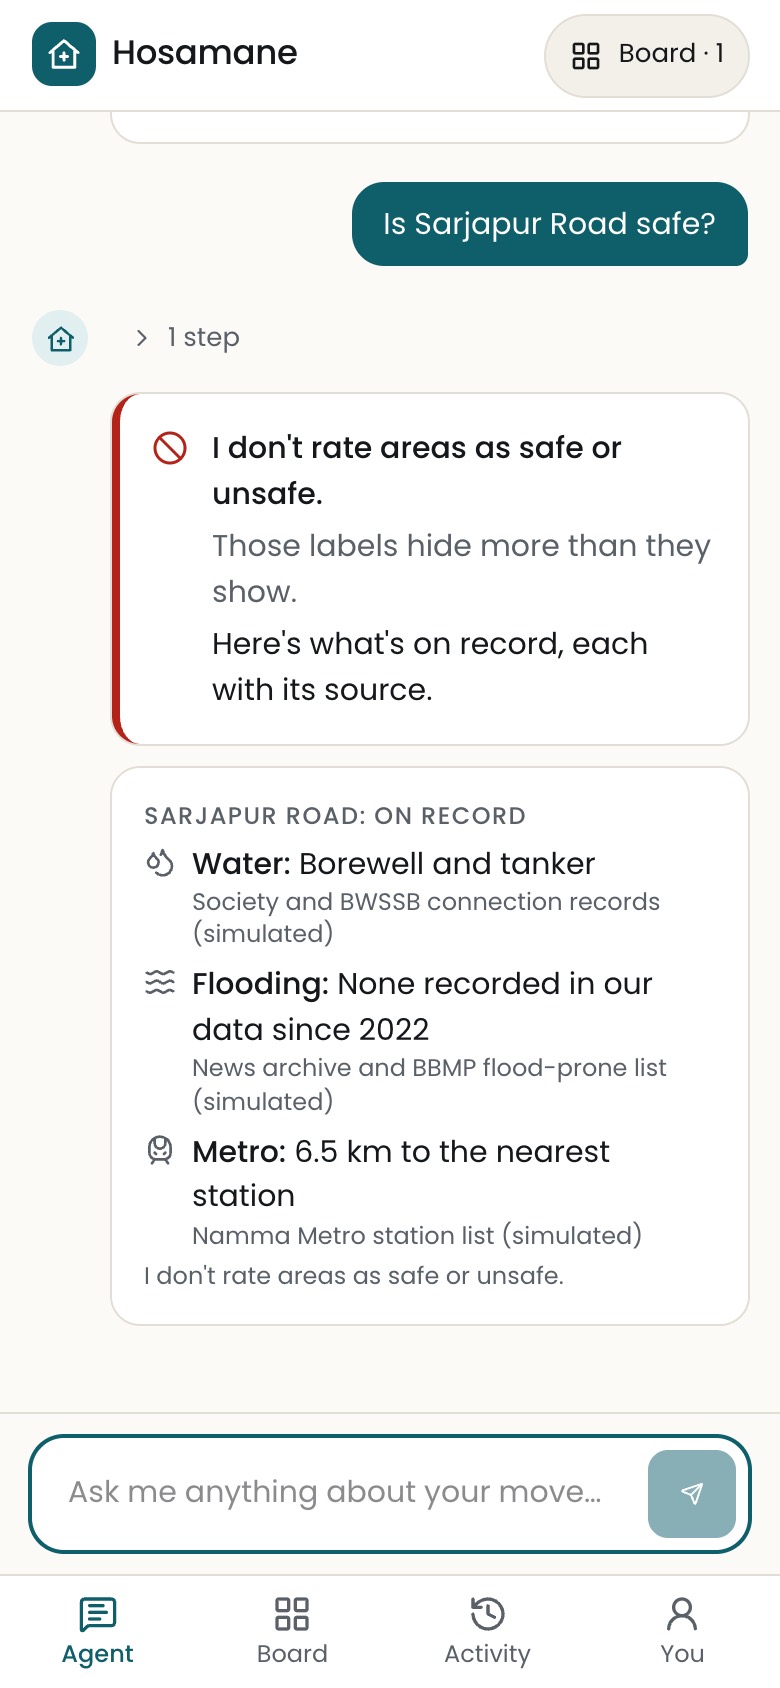 Hosamane
Board · 1
Is Sarjapur Road safe?
1 step
I don't rate areas as safe or
unsafe.
Those labels hide more than they
show.
Here's what's on record, each
with its source.
SARJAPUR ROAD: ON RECORD
Water: Borewell and tanker
Society and BWSSB connection records
(simulated)
Flooding: None recorded in our
data since 2022
News archive and BBMP flood-prone list
(simulated)
Metro: 6.5 km to the nearest
station
Namma Metro station list (simulated)
I don't rate areas as safe or unsafe.
Ask me anything about your move...
Agent
Board
Activity
You